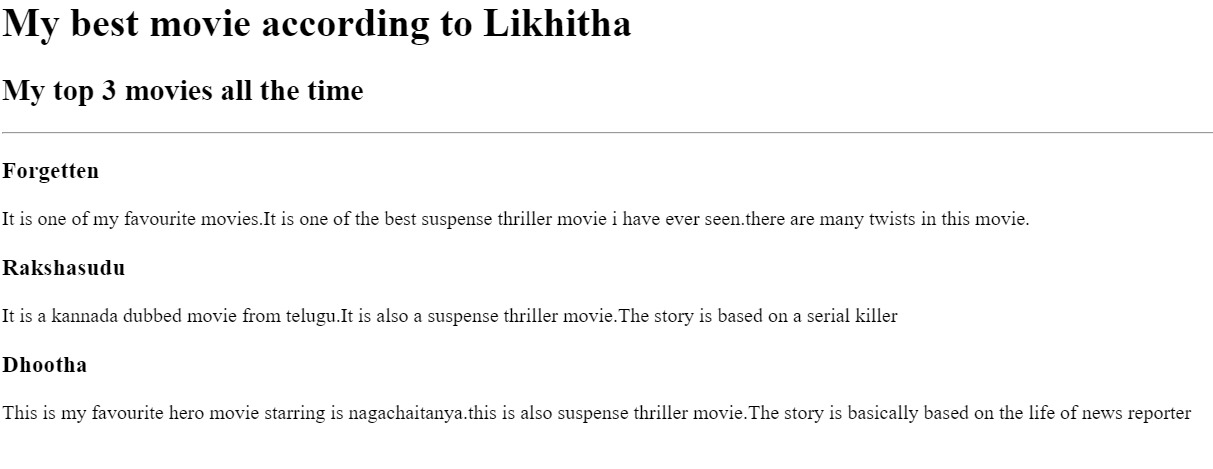 My best movie according to Likhitha
My top 3 movies all the time
Forgetten
It is one of my favourite movies.It is one of the best suspense thriller movie i have ever seen.there are many twists in this movie.
Rakshasudu
It is a kannada dubbed movie from telugu.It is also a suspense thriller movie.The story is based on a serial killer
Dhootha
This is my favourite hero movie starring is nagachaitanya.this is also suspense thriller movie.The story is basically based on the life of news reporter